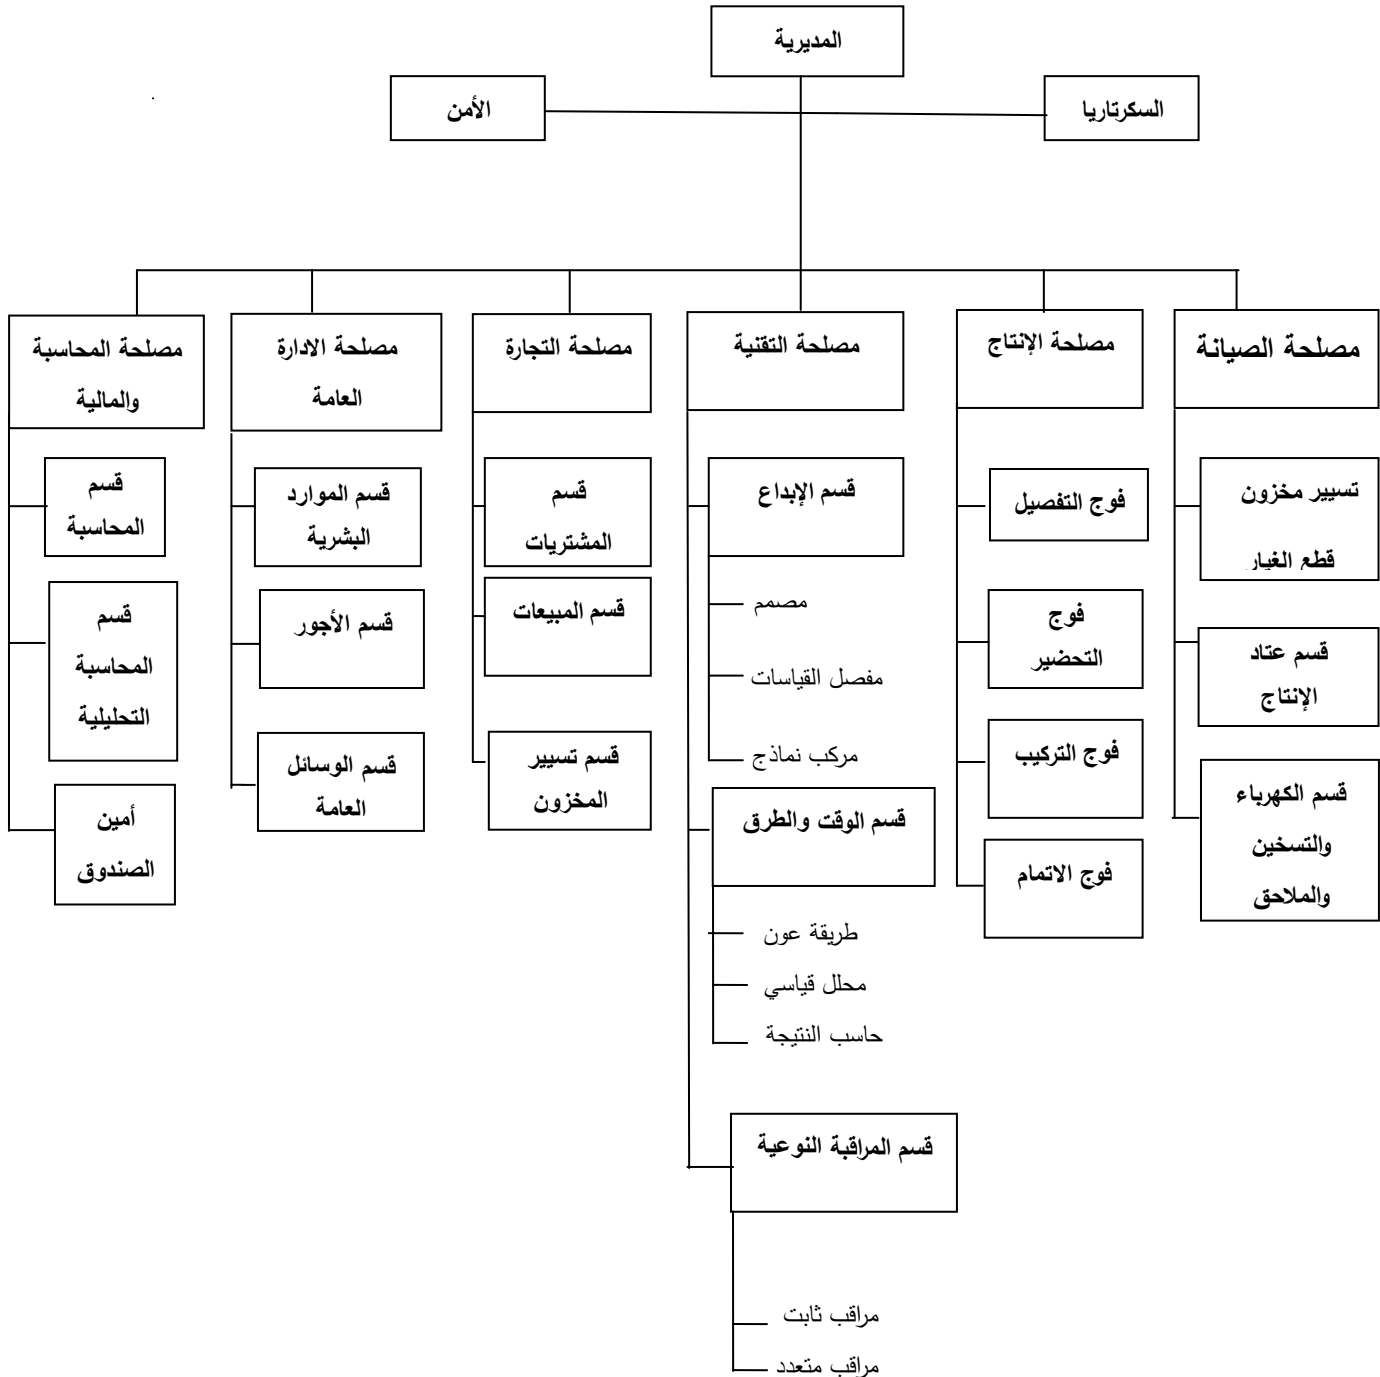 المديرية
السكرتاريا
الأمن
مصلحة الصيانة
مصلحة الإنتاج
مصلحة التقنية
مصلحة التجارة
مصلحة الادارة
العامة
مصلحة المحاسبة
والمالية
تسيير مخزون
قطع الغيار
قسم عتاد
الإنتاج
قسم الكهرباء
والتسخين
والملاحق
فوج التفصيل
فوج
التحضير
فوج التركيب
فوج الاتمام
قسم الإبداع
مصمم
مفصل القياسات
مركب نماذج
قسم الوقت والطرق
طريقة عون
محلل قياسي
حاسب النتيجة
قسم المراقبة النوعية
مراقب ثابت
مراقب متعدد
قسم
المشتريات
قسم المبيعات
قسم تسيير
المخزون
قسم الموارد
البشرية
قسم الأجور
قسم الوسائل
العامة
قسم
المحاسبة
قسم
المحاسبة
التحليلية
أمين
الصندوق